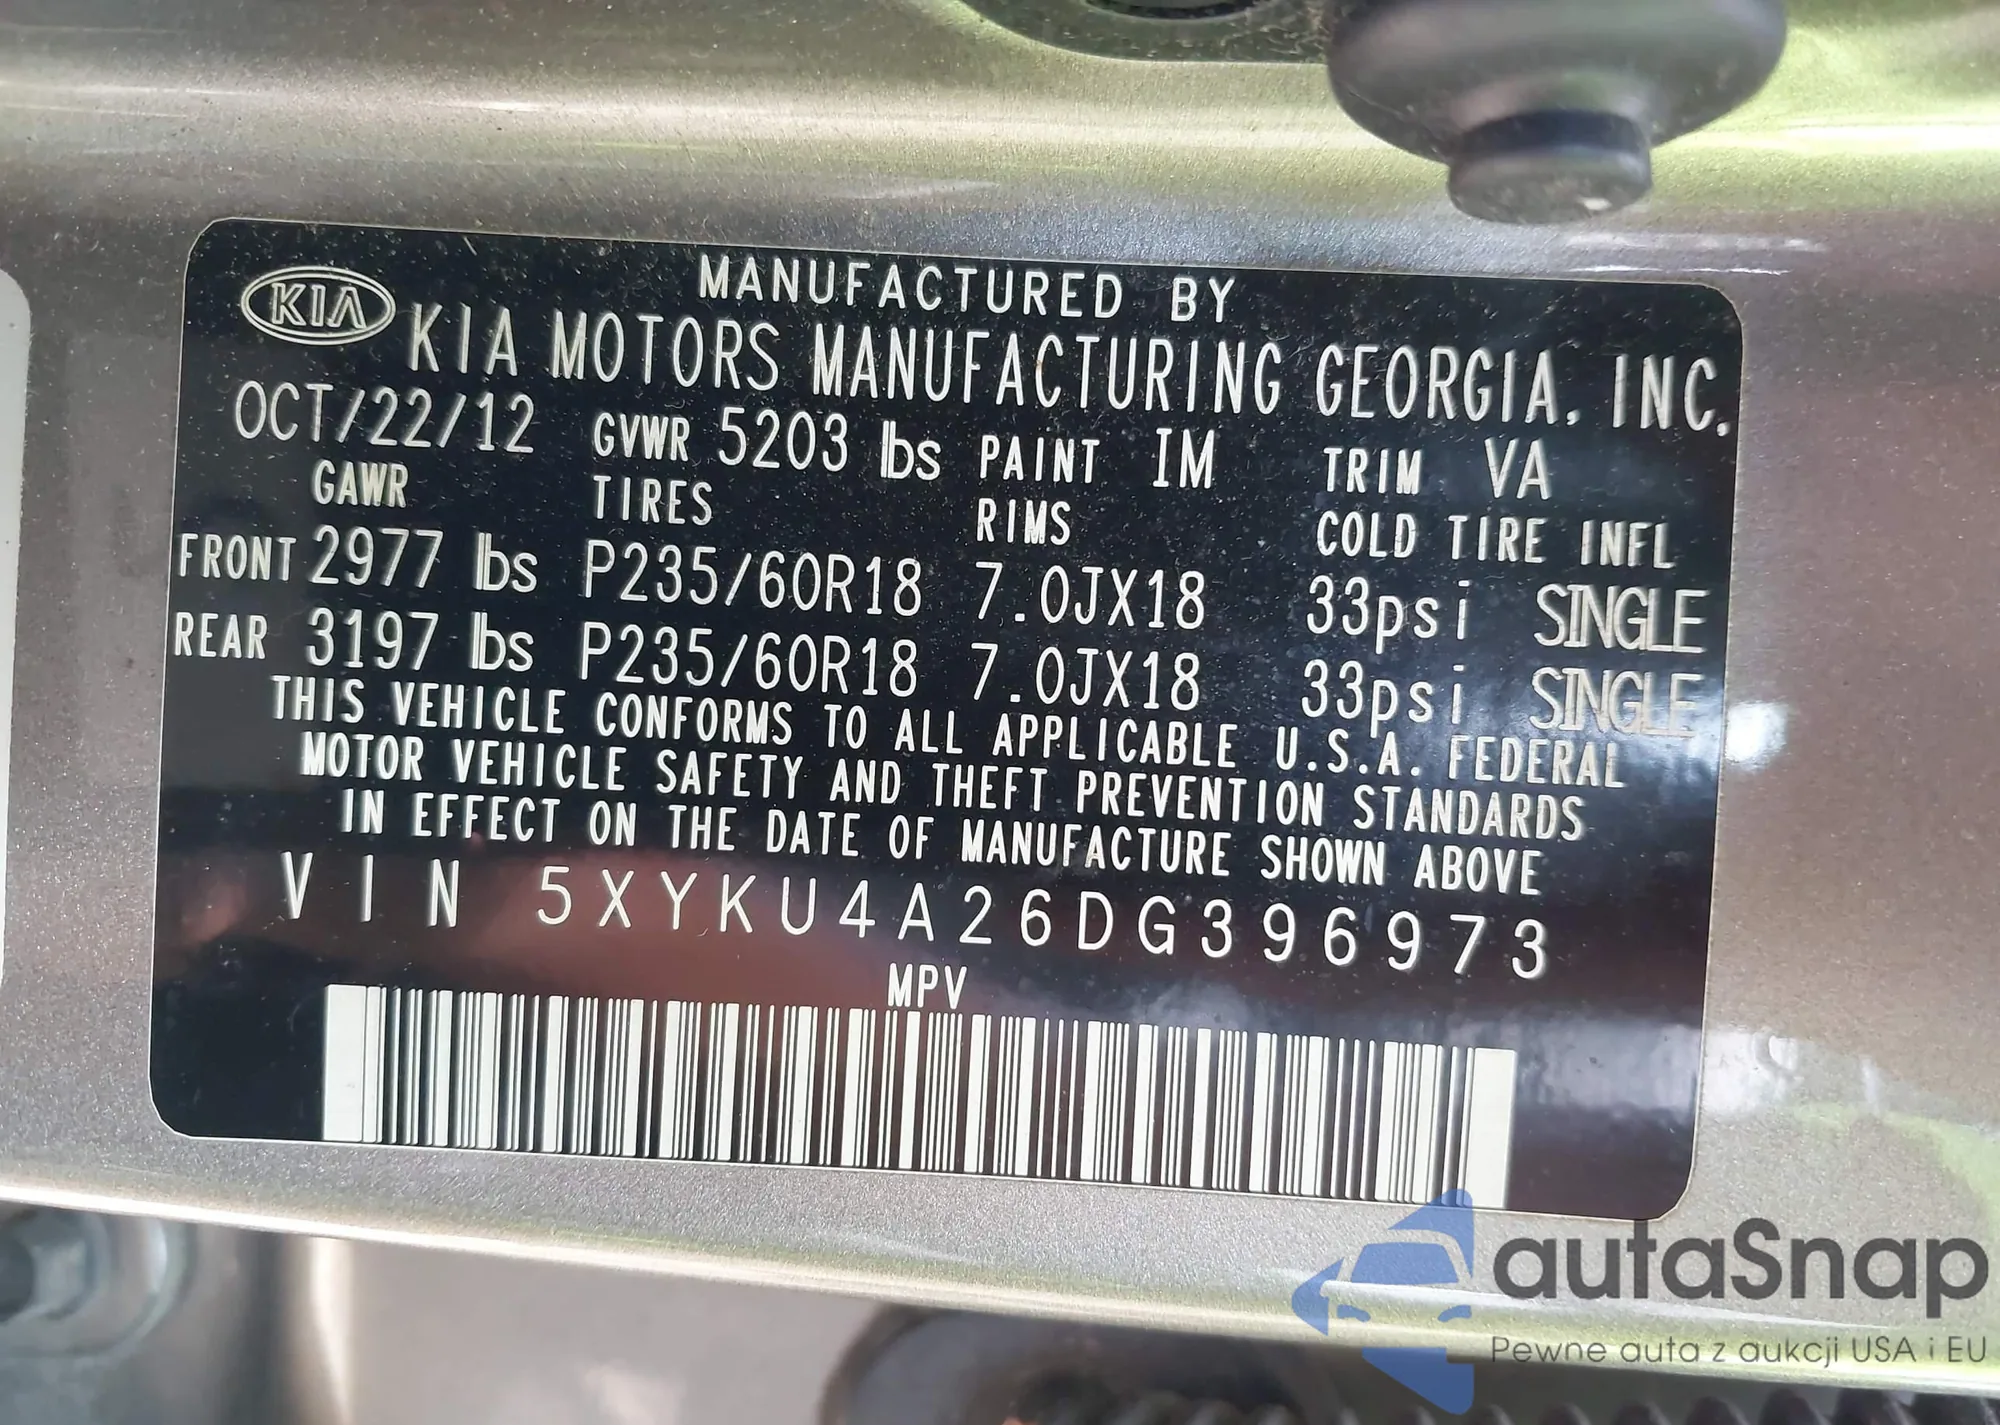 MANUFACTURED BY
KIA KIA MOTORS MANUFACTURING GEORGIA, INC.
OCT/22/12 GVWR 5203 lbs PAINT IM TRIM VA
GAWR TIRES RIMS COLD TIRE INFL
FRONT 2977 lbs P235/60R18 7.0JX18 33psi SINGLE
REAR 3197 lbs P235/60R18 7.0JX18 33psi SINGLE
THIS VEHICLE CONFORMS TO ALL APPLICABLE U.S.A. FEDERAL
MOTOR VEHICLE SAFETY AND THEFT PREVENTION STANDARDS
IN EFFECT ON THE DATE OF MANUFACTURE SHOWN ABOVE
VIN 5XYKU4A26DG396973
MPV
autaSnap
Pewne auta z aukcji USA i EU